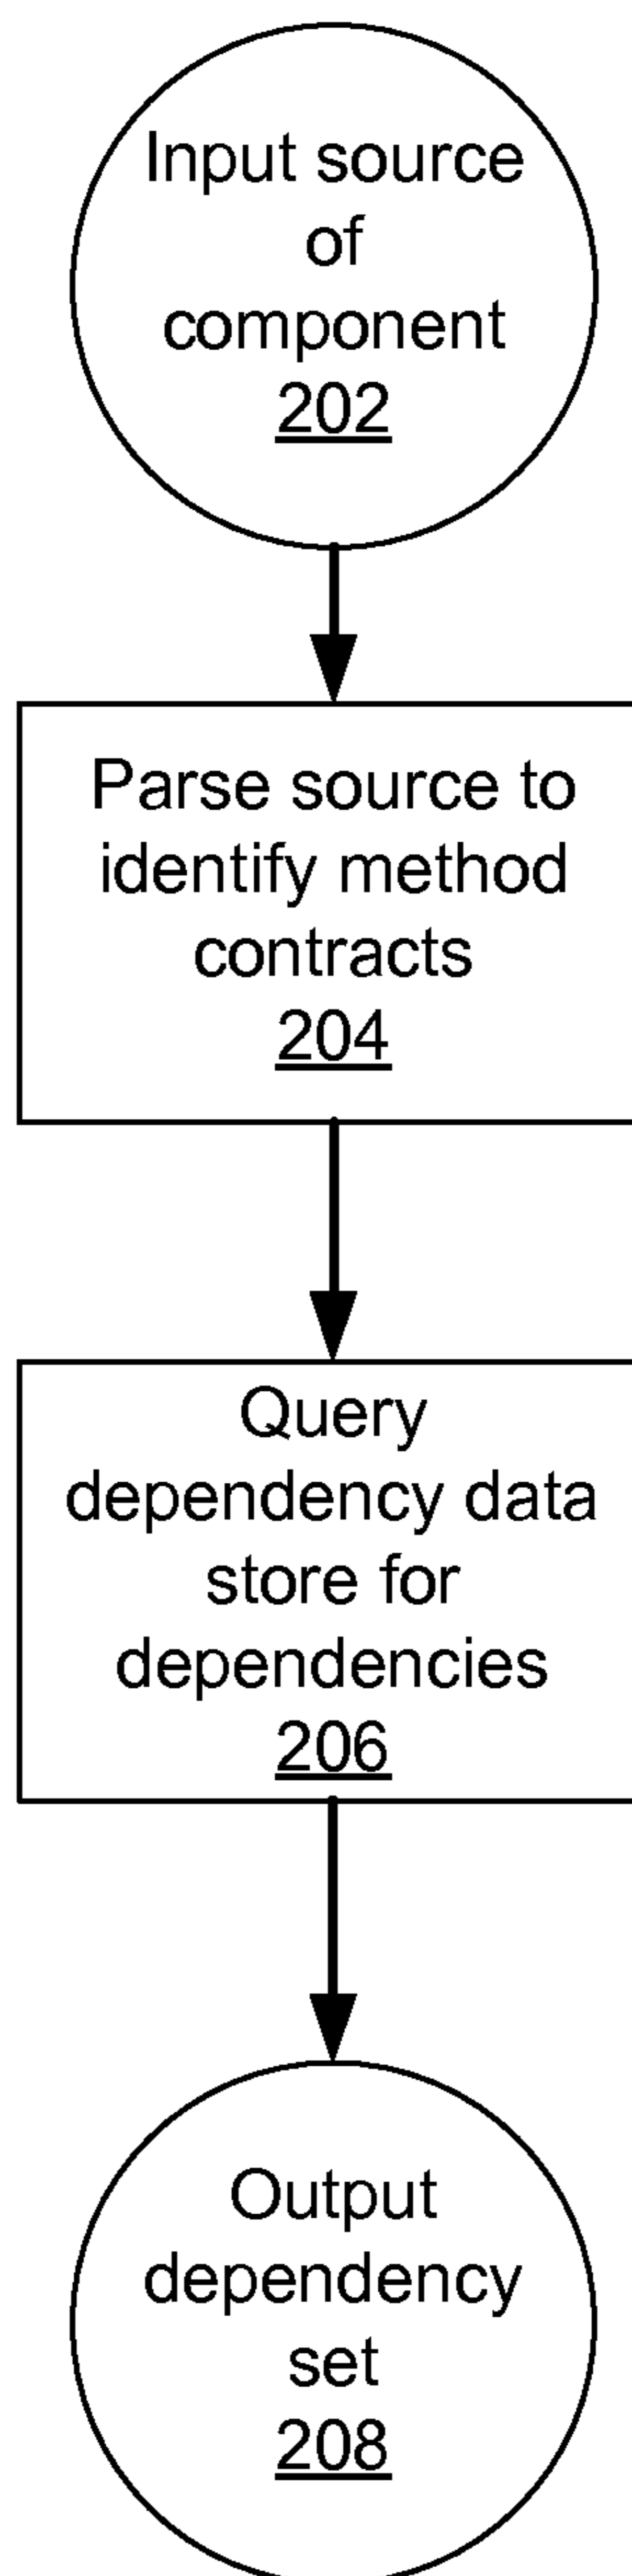 Input source
of
component
202
Parse source to
identify method
contracts
204
Query
dependency data
store for
dependencies
206
Output
dependency
set
208